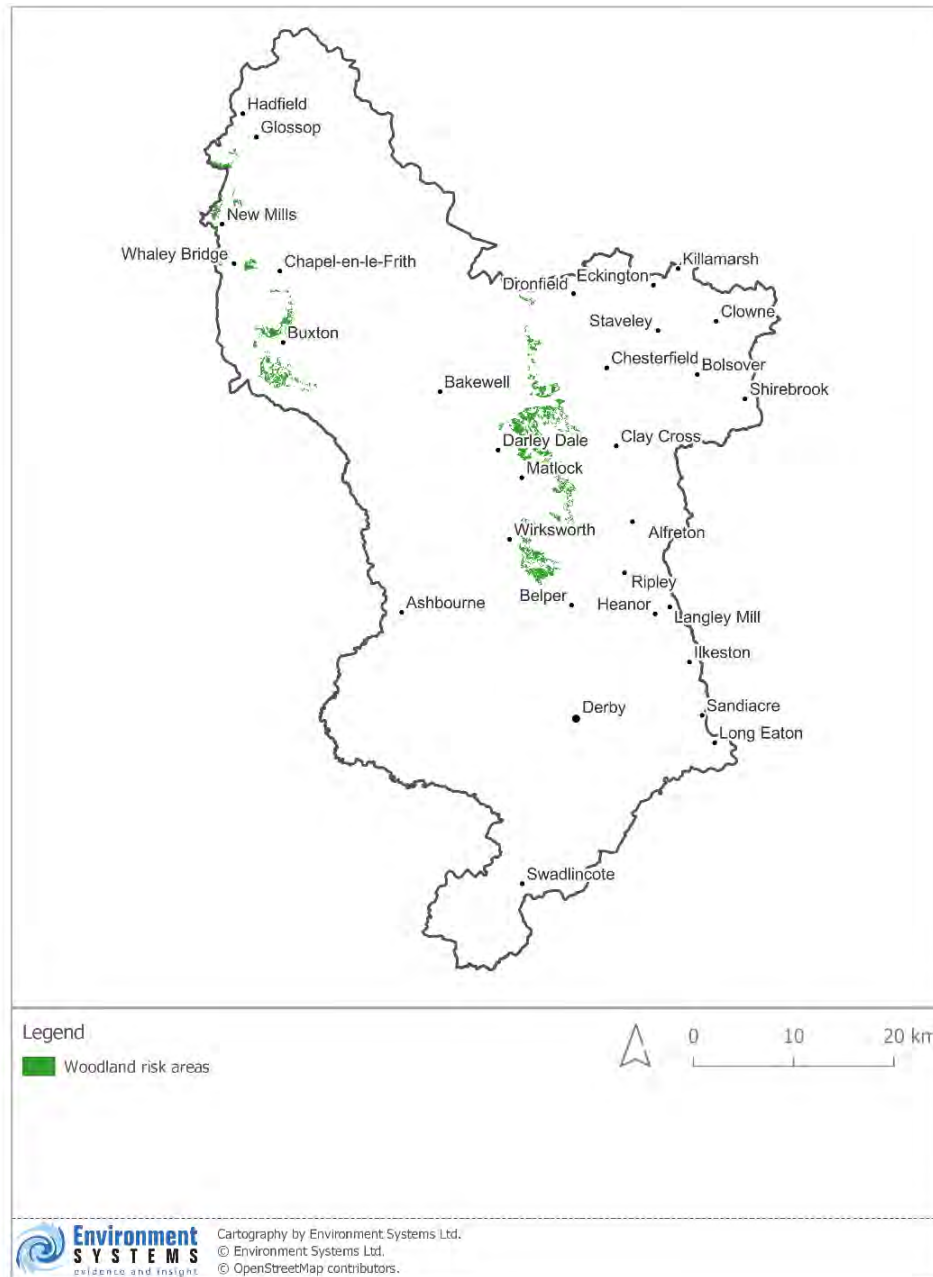 Hadfield
Glossop
New Mills
Whaley Bridge
Chapel-en-le-Frith
Killamarsh
Dronfield
Eckington
Clowne
Staveley
Buxton
Chesterfield
Bolsover
Bakewell
Shirebrook
Darley Dale
Clay Cross
Matlock
Wirksworth
Alfreton
Ripley
Belper
Ashbourne
Heanor
Langley Mill
Ilkeston
Derby
Sandiacre
Long Eaton
Swadlincote
Legend
0 10 20 km
Woodland risk areas
Environment
SYSTEMS
evidence and insight
Cartography by Environment Systems Ltd.
© Environment Systems Ltd.
© OpenStreetMap contributors.